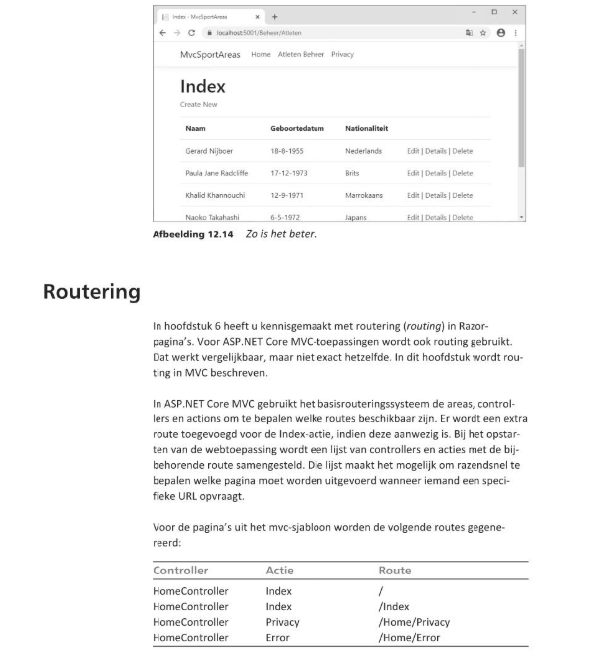 Index - MvcSportAreas
localhost:5001/Beheer/Atleten
MvcSportAreas Home Atleten Beheer Privacy
Index
Create New
Naam Geboortedatum Nationaliteit
Gerard Nijboer 18-8-1955 Nederlands Edit | Details | Delete
Paula Jane Radcliffe 17-12-1973 Brits Edit | Details | Delete
Khalid Khannouchi 12-9-1971 Marrokaans Edit | Details | Delete
Naoko Takahashi 6-5-1972 Japans Edit | Details | Delete
Afbeelding 12.14 Zo is het beter.
Routering
In hoofdstuk 6 heeft u kennisgemaakt met routering (routing) in Razor-
pagina's. Voor ASP.NET Core MVC-toepassingen wordt ook routing gebruikt.
Dat werkt vergelijkbaar, maar niet exact hetzelfde. In dit hoofdstuk wordt rou-
ting in MVC beschreven.
In ASP.NET Core MVC gebruikt het basisrouteringssysteem de areas, control-
lers en actions om te bepalen welke routes beschikbaar zijn. Er wordt een extra
route toegevoegd voor de Index-actie, indien deze aanwezig is. Bij het opstar-
ten van de webtoepassing wordt een lijst van controllers en acties met de bij-
behorende route samengesteld. Die lijst maakt het mogelijk om razendsnel te
bepalen welke pagina moet worden uitgevoerd wanneer iemand een speci-
fieke URL opvraagt.
Voor de pagina's uit het mvc-sjabloon worden de volgende routes gegene-
reerd:
Controller Actie Route
HomeController Index /
HomeController Index /Index
HomeController Privacy /Home/Privacy
HomeController Error /Home/Error